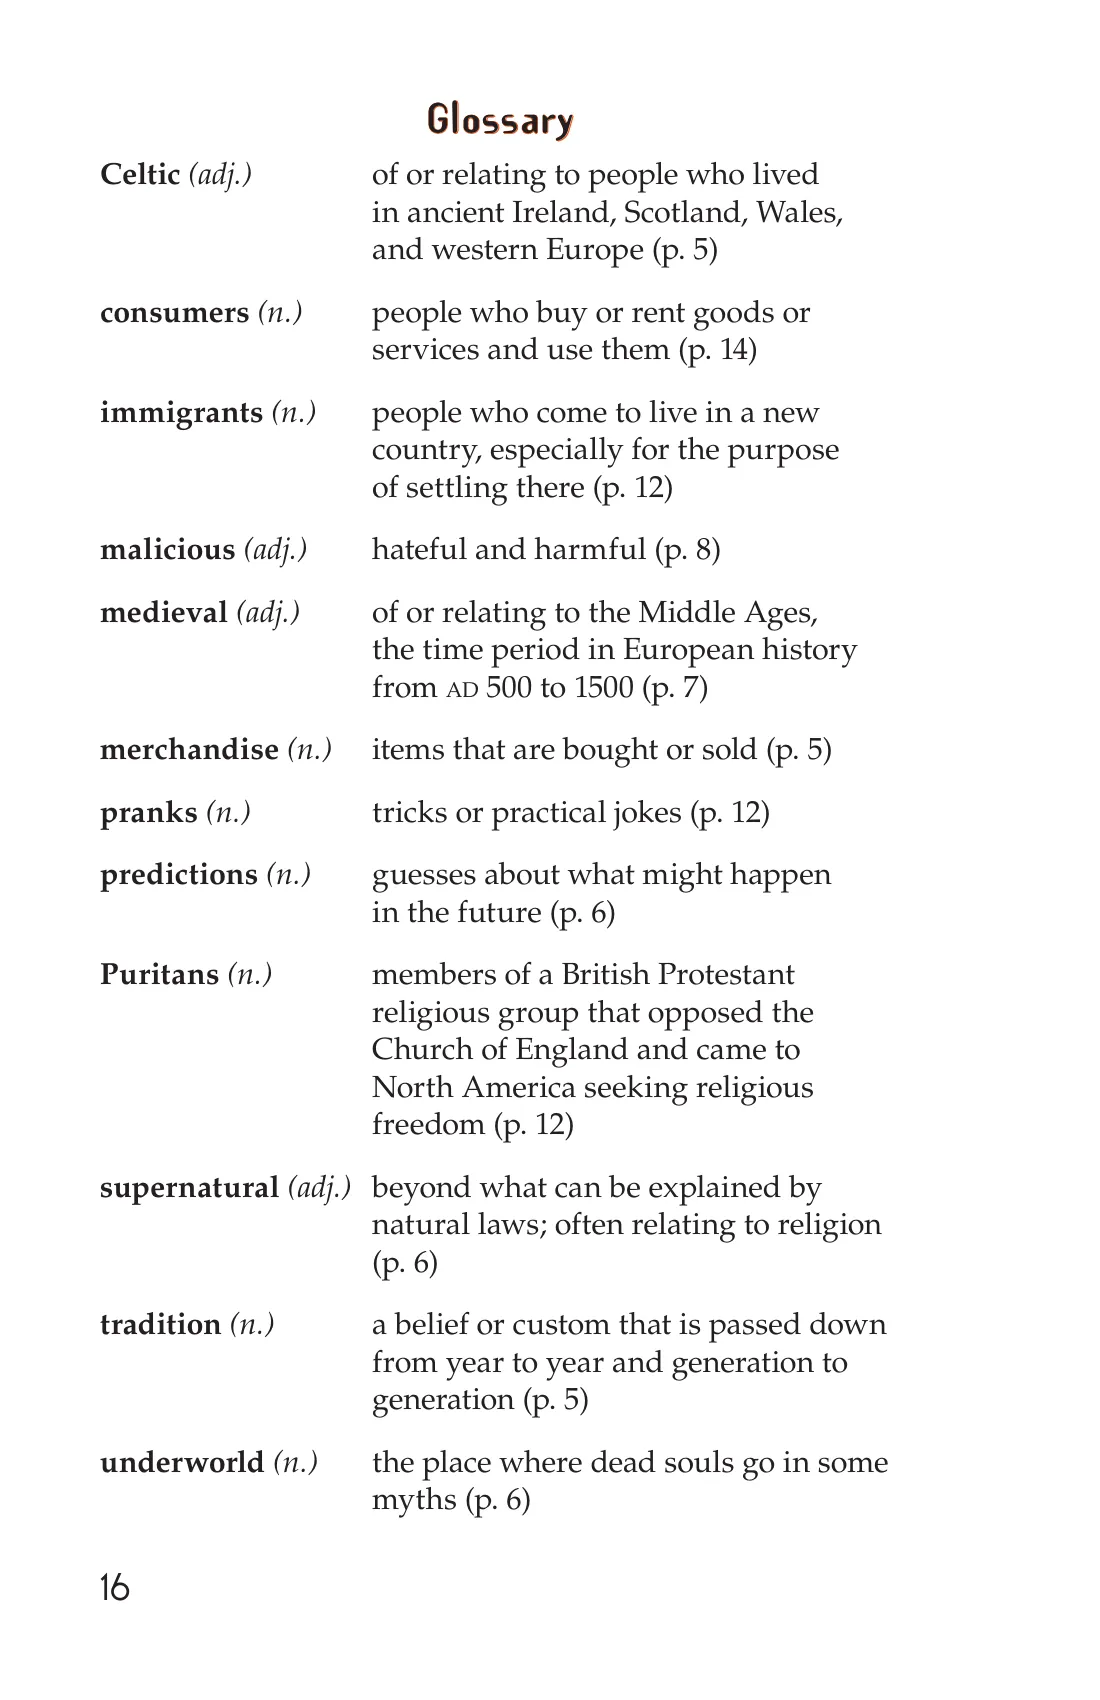 Glossary
Celtic (adj.) of or relating to people who lived
in ancient Ireland, Scotland, Wales,
and western Europe (p. 5)
consumers (n.) people who buy or rent goods or
services and use them (p. 14)
immigrants (n.) people who come to live in a new
country, especially for the purpose
of settling there (p. 12)
malicious (adj.) hateful and harmful (p. 8)
medieval (adj.) of or relating to the Middle Ages,
the time period in European history
from AD 500 to 1500 (p. 7)
merchandise (n.) items that are bought or sold (p. 5)
pranks (n.) tricks or practical jokes (p. 12)
predictions (n.) guesses about what might happen
in the future (p. 6)
Puritans (n.) members of a British Protestant
religious group that opposed the
Church of England and came to
North America seeking religious
freedom (p. 12)
supernatural (adj.) beyond what can be explained by
natural laws; often relating to religion
(p. 6)
tradition (n.) a belief or custom that is passed down
from year to year and generation to
generation (p. 5)
underworld (n.) the place where dead souls go in some
myths (p. 6)
16